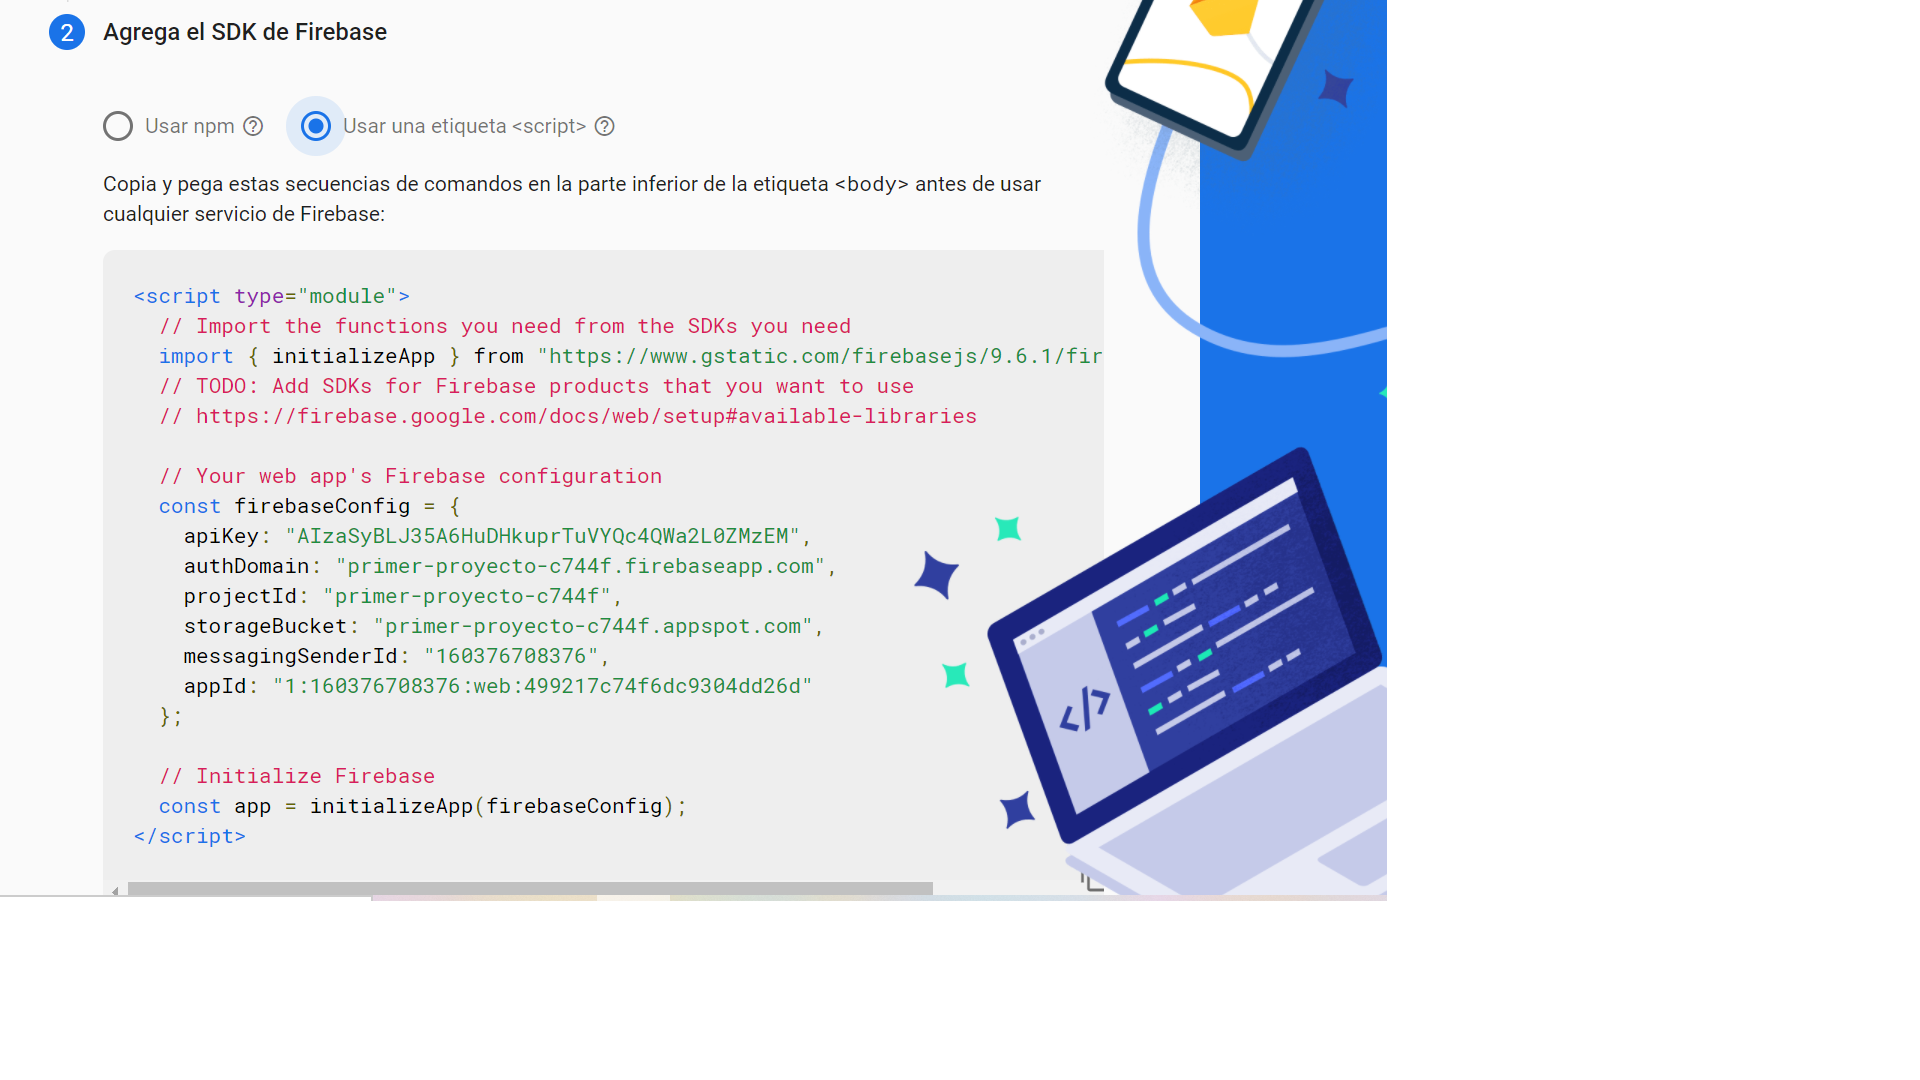 2 Agrega el SDK de Firebase
Usar npm ? Usar una etiqueta <script> ?
Copia y pega estas secuencias de comandos en la parte inferior de la etiqueta <body> antes de usar
cualquier servicio de Firebase:
<script type="module">
// Import the functions you need from the SDKs you need
import { initializeApp } from "https://www.gstatic.com/firebasejs/9.6.1/fir
// TODO: Add SDKs for Firebase products that you want to use
// https://firebase.google.com/docs/web/setup#available-libraries
// Your web app's Firebase configuration
const firebaseConfig = {
apiKey: "AIzaSyBLJ35A6HuDHkuprTuVYQc4QWa2L0ZMzEM",
authDomain: "primer-proyecto-c744f.firebaseapp.com",
projectId: "primer-proyecto-c744f",
storageBucket: "primer-proyecto-c744f.appspot.com",
messagingSenderId: "160376708376",
appId: "1:160376708376:web:499217c74f6dc9304dd26d"
};
// Initialize Firebase
const app = initializeApp(firebaseConfig);
</script>
</>